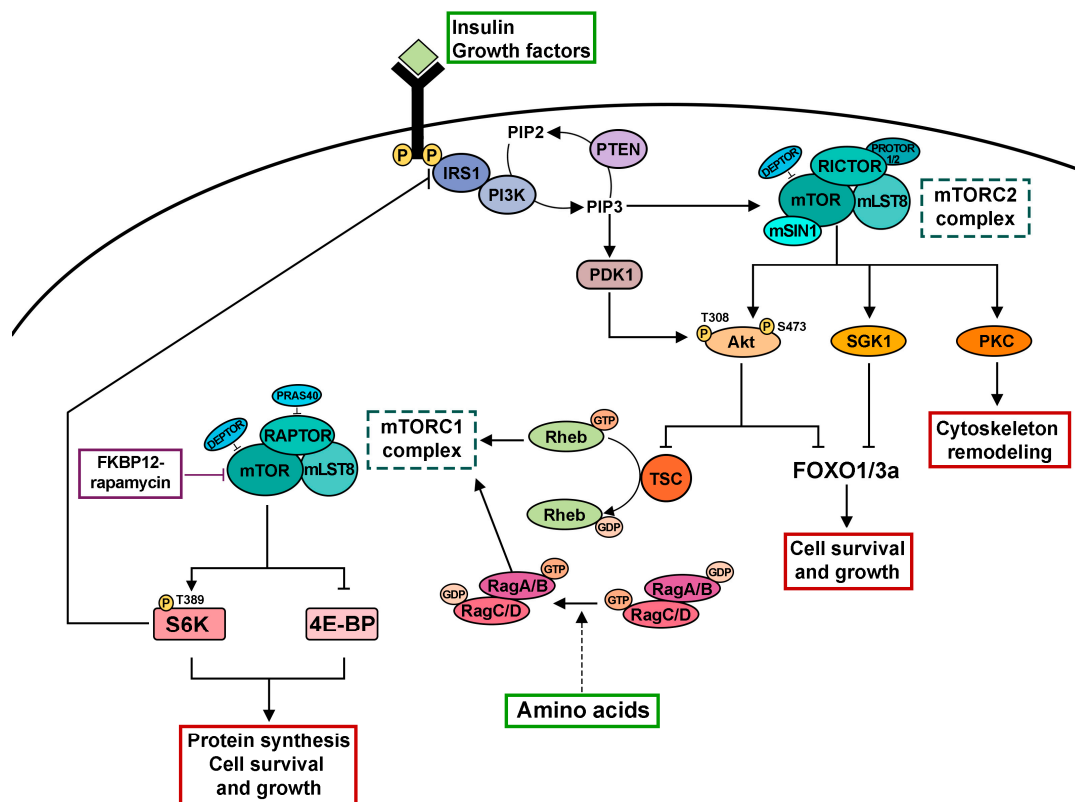 Insulin
Growth factors
P
P
IRS1
PI3K
PIP2
PTEN
PIP3
PDK1
DEPTOR
RICTOR
PROTOR
1/2
mTOR
mLST8
mSIN1
mTORC2
complex
T308
P
P
S473
Akt
SGK1
PKC
Cytoskeleton
remodeling
FOXO1/3a
Cell survival
and growth
PRAS40
DEPTOR
RAPTOR
mTOR
mLST8
FKBP12-
rapamycin
mTORC1
complex
GTP
Rheb
TSC
Rheb
GDP
GTP
RagA/B
GDP
RagC/D
GDP
RagA/B
GTP
RagC/D
Amino acids
P
T389
S6K
4E-BP
Protein synthesis
Cell survival
and growth